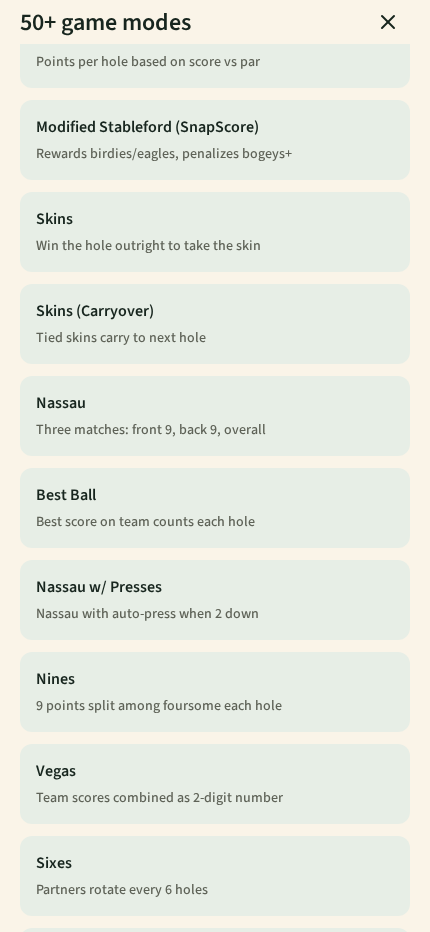 50+ game modes
Points per hole based on score vs par
Modified Stableford (SnapScore)
Rewards birdies/eagles, penalizes bogeys+
Skins
Win the hole outright to take the skin
Skins (Carryover)
Tied skins carry to next hole
Nassau
Three matches: front 9, back 9, overall
Best Ball
Best score on team counts each hole
Nassau w/ Presses
Nassau with auto-press when 2 down
Nines
9 points split among foursome each hole
Vegas
Team scores combined as 2-digit number
Sixes
Partners rotate every 6 holes